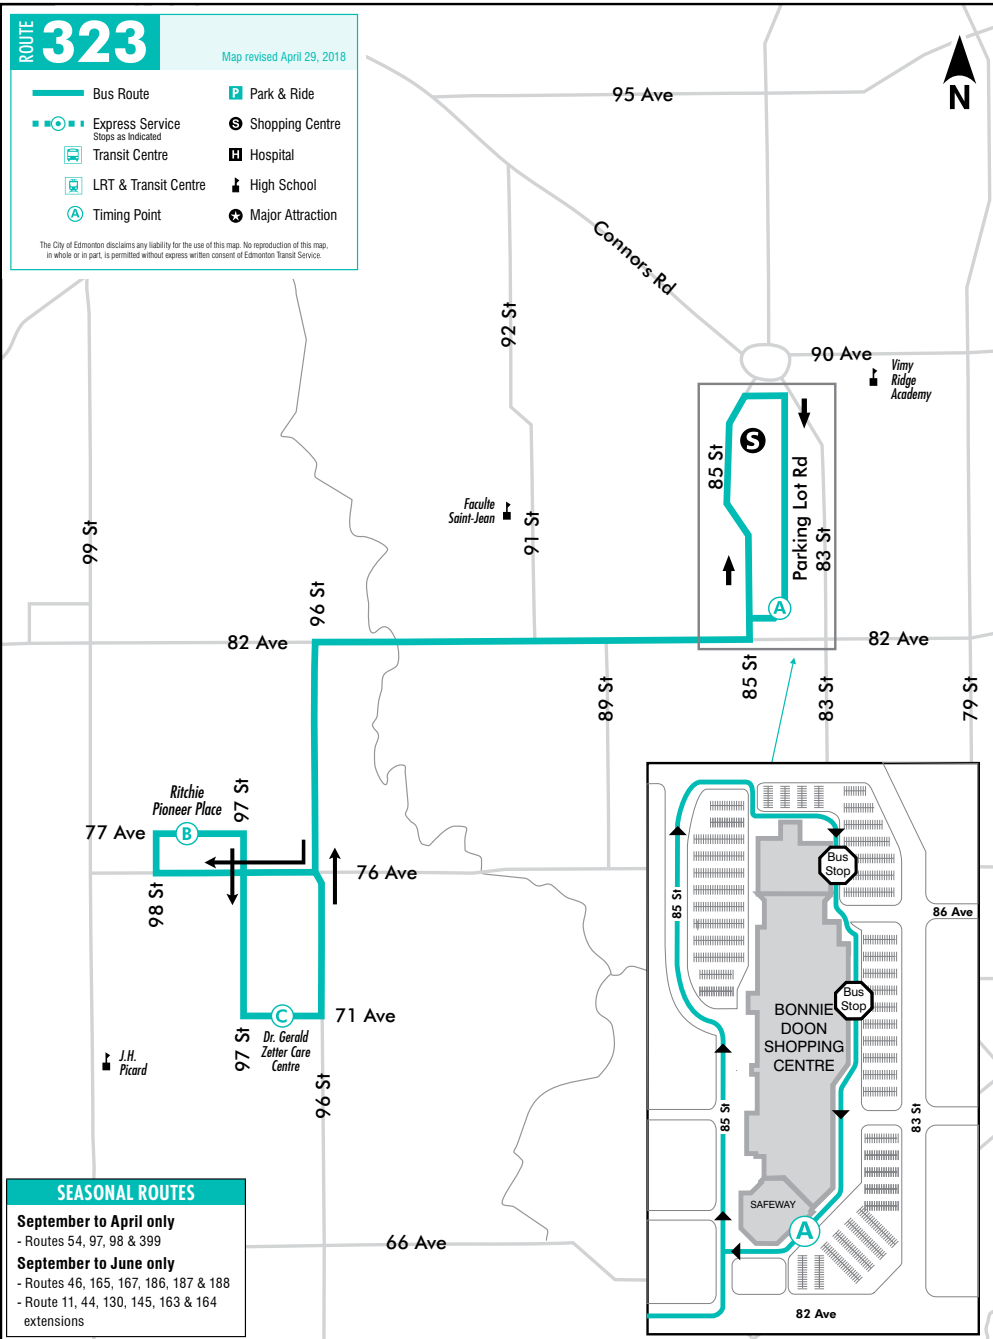 ROUTE 323
Map revised April 29, 2018
Bus Route
Express Service
Stops as Indicated
Transit Centre
LRT & Transit Centre
A Timing Point
P Park & Ride
S Shopping Centre
H Hospital
High School
Major Attraction
The City of Edmonton disclaims any liability for the use of this map. No reproduction of this map,
in whole or in part, is permitted without express written consent of Edmonton Transit Service.
N
95 Ave
Connors Rd
92 St
90 Ave
Vimy
Ridge
Academy
85 St
S
Parking Lot Rd
83 St
Faculte
Saint-Jean
91 St
99 St
96 St
A
82 Ave
82 Ave
89 St
85 St
83 St
79 St
Ritchie
Pioneer Place
97 St
77 Ave
B
76 Ave
98 St
C
71 Ave
97 St
Dr. Gerald
Zetter Care
Centre
96 St
J.H.
Picard
66 Ave
Bus
Stop
85 St
86 Ave
Bus
Stop
BONNIE
DOON
SHOPPING
CENTRE
85 St
83 St
SAFEWAY
A
82 Ave
SEASONAL ROUTES
September to April only
- Routes 54, 97, 98 & 399
September to June only
- Routes 46, 165, 167, 186, 187 & 188
- Route 11, 44, 130, 145, 163 & 164
extensions